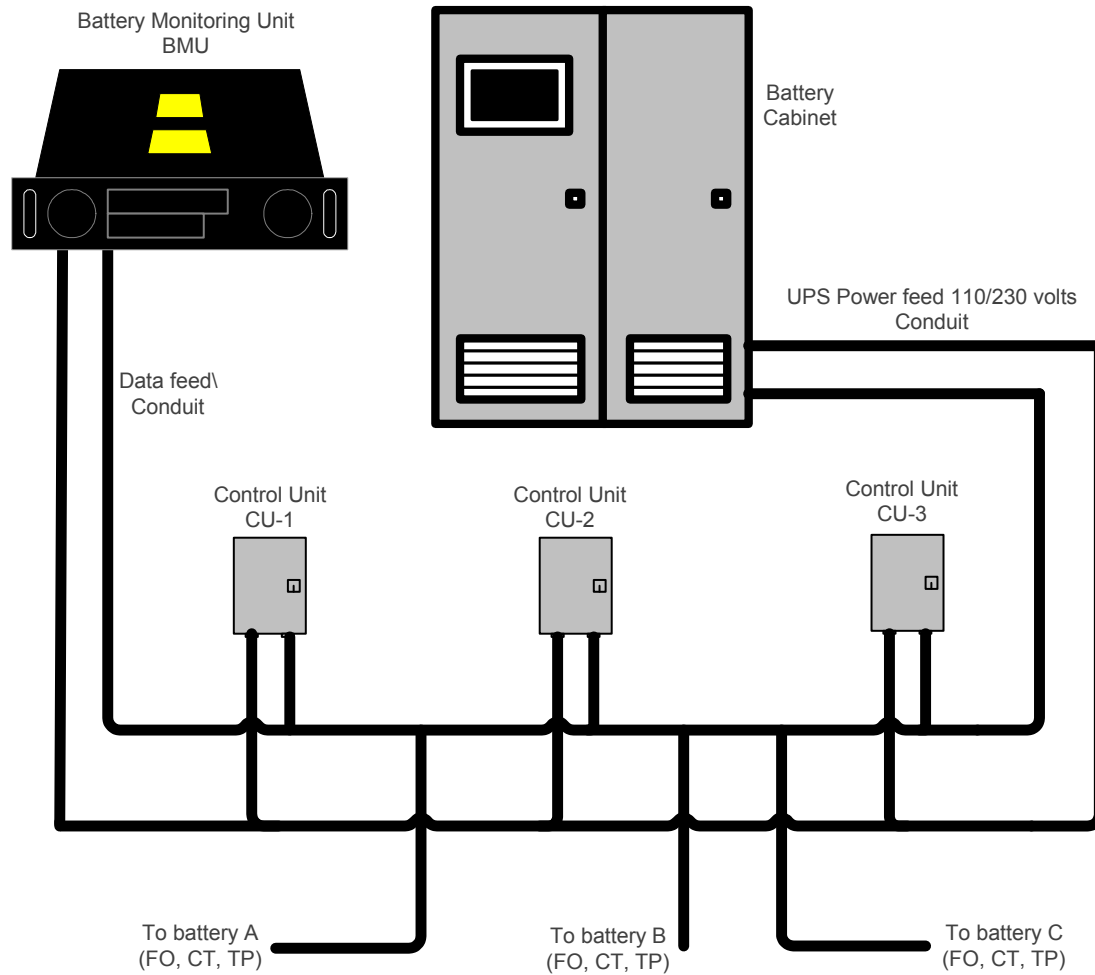 Battery Monitoring Unit
BMU
Battery
Cabinet
UPS Power feed 110/230 volts
Conduit
Data feed\
Conduit
Control Unit
CU-1
Control Unit
CU-2
Control Unit
CU-3
To battery A
(FO, CT, TP)
To battery B
(FO, CT, TP)
To battery C
(FO, CT, TP)